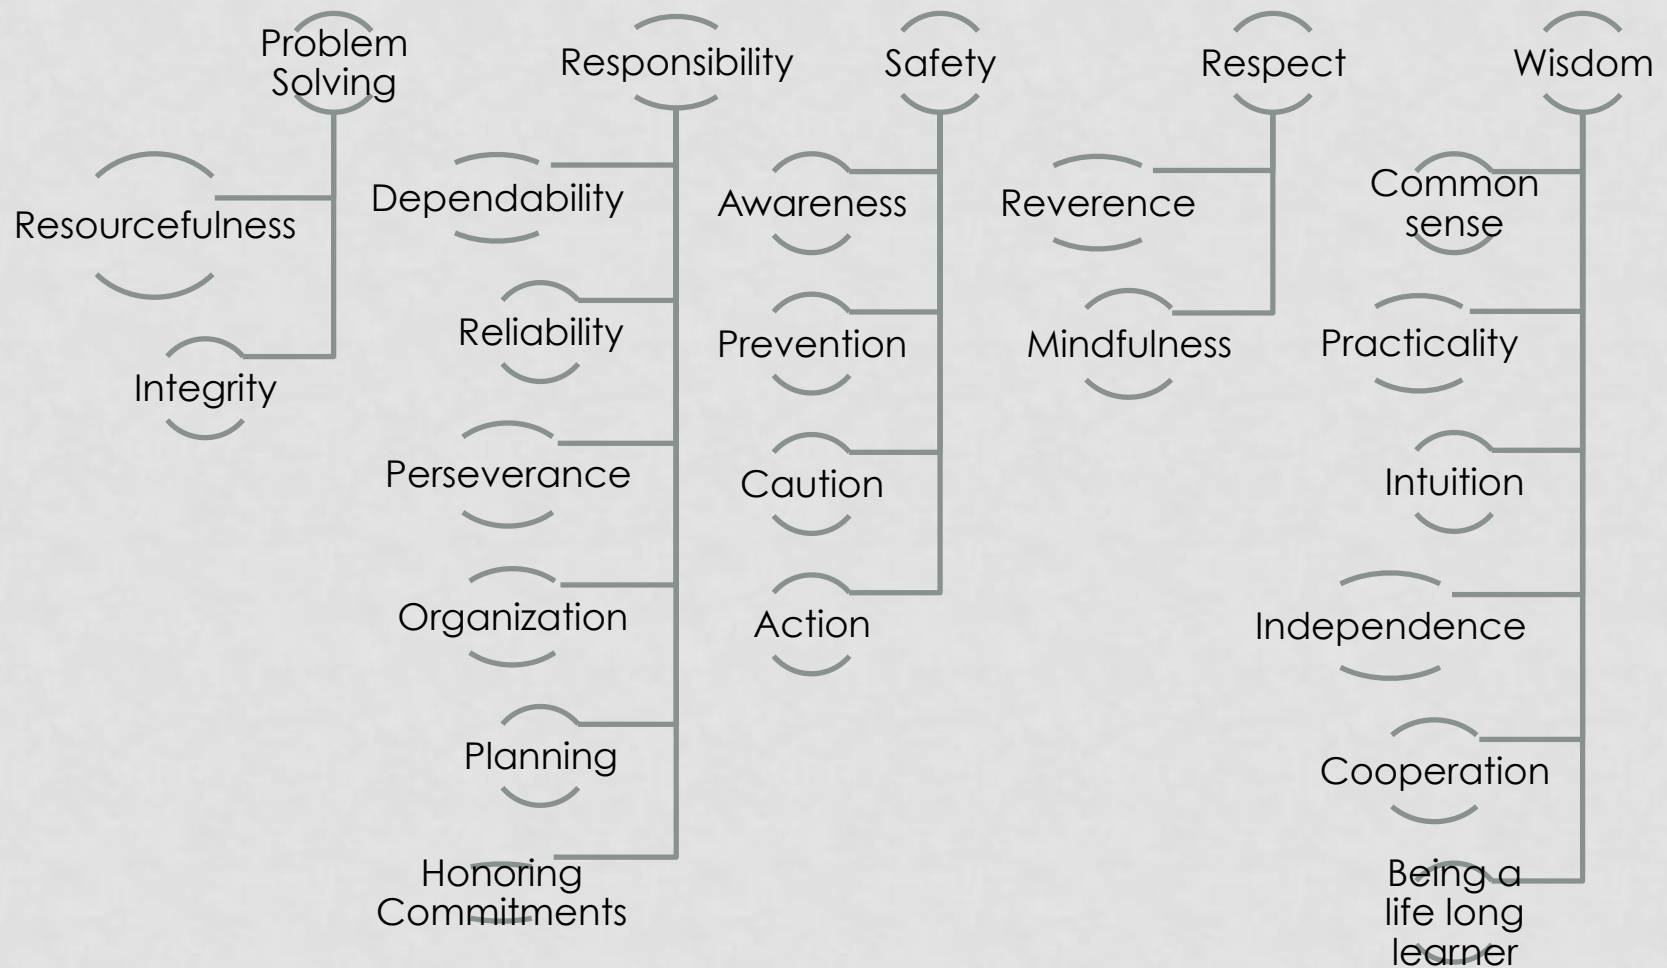 Problem
Solving
Resourcefulness
Integrity
Responsibility
Dependability
Reliability
Perseverance
Organization
Planning
Honoring
Commitments
Safety
Awareness
Prevention
Caution
Action
Respect
Reverence
Mindfulness
Wisdom
Common
sense
Practicality
Intuition
Independence
Cooperation
Being a
life long
learner